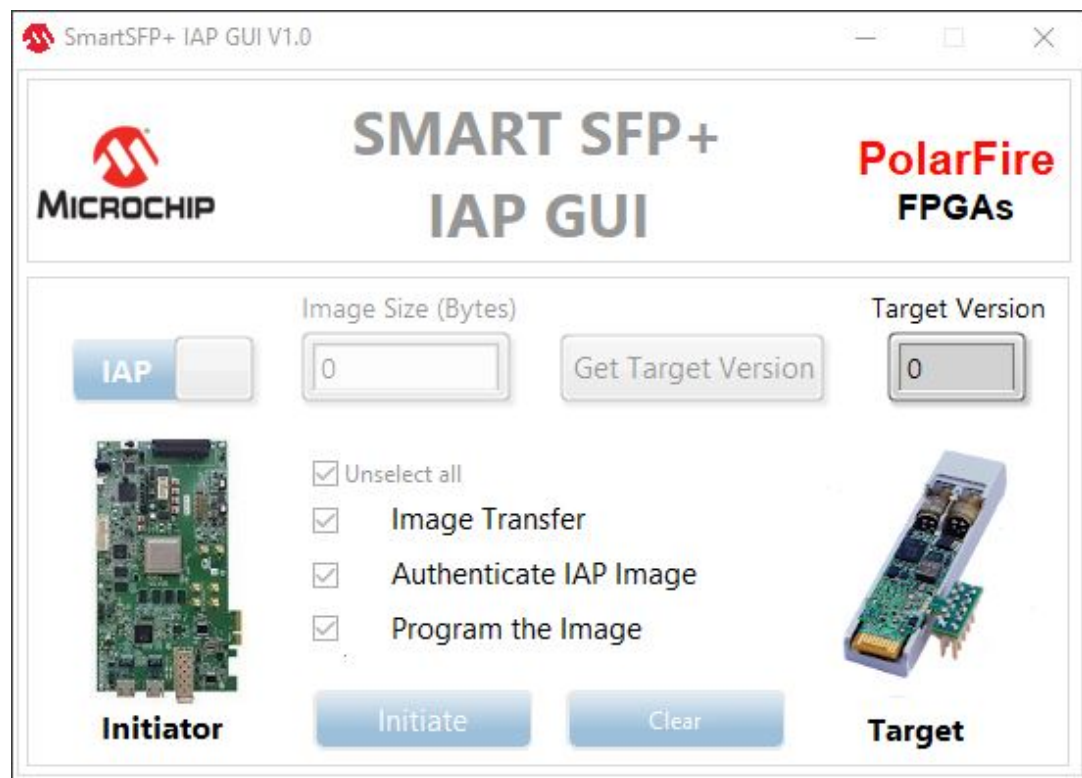 SmartSFP+ IAP GUI V1.0
MICROCHIP
SMART SFP+
IAP GUI
PolarFire
FPGAs
Image Size (Bytes)
Target Version
IAP
0
Get Target Version
0
Unselect all
Image Transfer
Authenticate IAP Image
Program the Image
Initiator
Initiate
Clear
Target